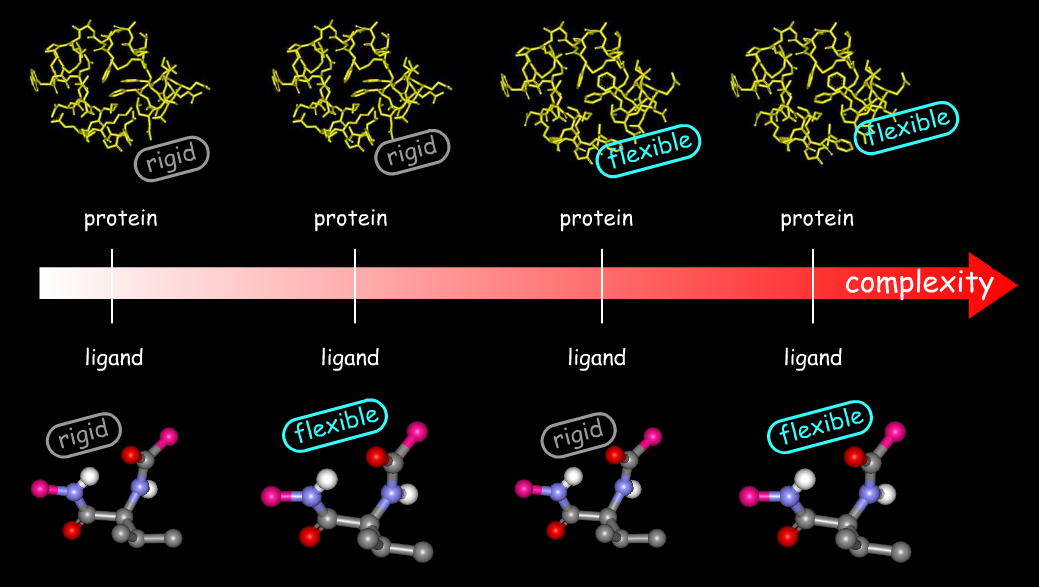 rigid
rigid
flexible
flexible
protein
protein
protein
protein
complexity
ligand
ligand
ligand
ligand
rigid
flexible
rigid
flexible